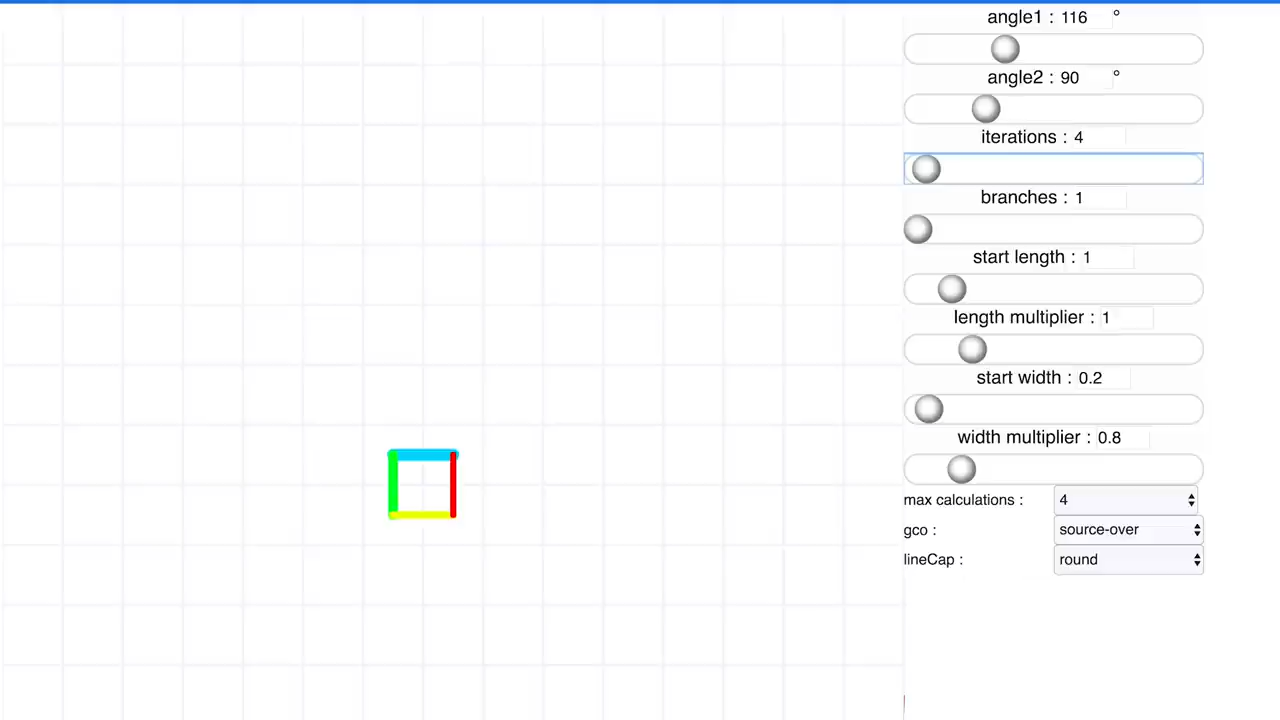 angle1 : 116 °
angle2 : 90 °
iterations : 4
branches : 1
start length : 1
length multiplier : 1
start width : 0.2
width multiplier : 0.8
max calculations : 4
gco : source-over
lineCap : round